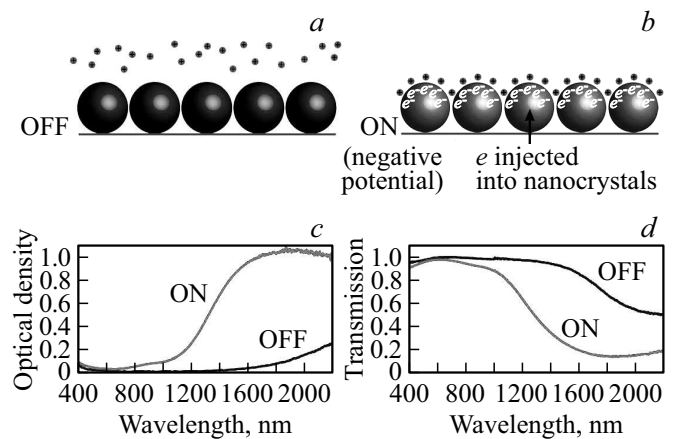 a
b
e⁻ e⁻ e⁻ e⁻ e⁻ e⁻ e⁻ e⁻ e⁻ e⁻ e⁻ e⁻ e⁻ e⁻ e⁻ e⁻ e⁻ e⁻ e⁻ e⁻ e⁻ e⁻ e⁻ e⁻ e⁻
OFF
ON
(negative
potential)
e injected
into nanocrystals
c
Optical density
1.0
0.8
0.6
0.4
0.2
0
ON
OFF
400 800 1200 1600 2000
Wavelength, nm
d
Transmission
1.0
0.8
0.6
0.4
0.2
0
OFF
ON
400 800 1200 1600 2000
Wavelength, nm